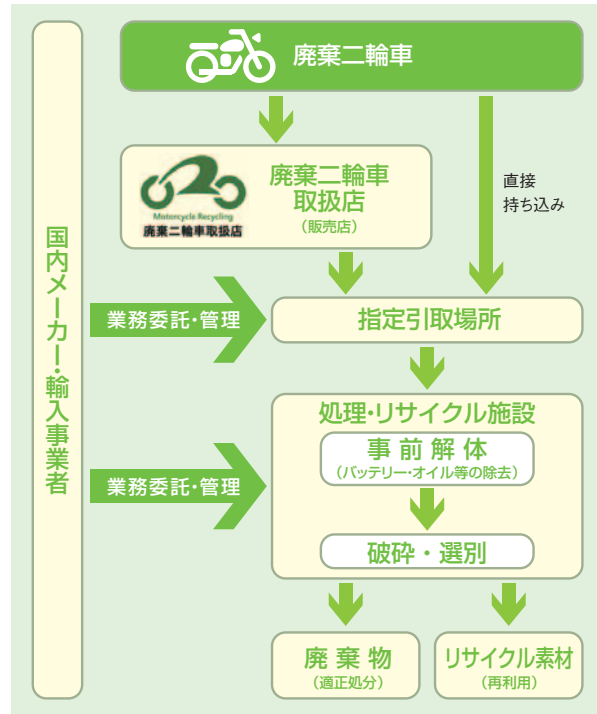 廃棄二輪車
Motorcycle Recycling
廃棄二輪車取扱店
廃棄二輪車
取扱店
(販売店)
直接
持ち込み
国内メーカー・輸入事業者
業務委託・管理
指定引取場所
処理・リサイクル施設
事前解体
(バッテリー・オイル等の除去)
業務委託・管理
破砕・選別
廃棄物
(適正処分)
リサイクル素材
(再利用)